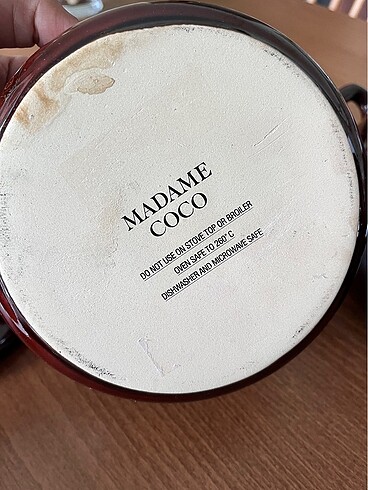 MADAME
COCO
DO NOT USE ON STOVE TOP OR BROILER
OVEN SAFE TO 260° C
DISHWASHER AND MICROWAVE SAFE